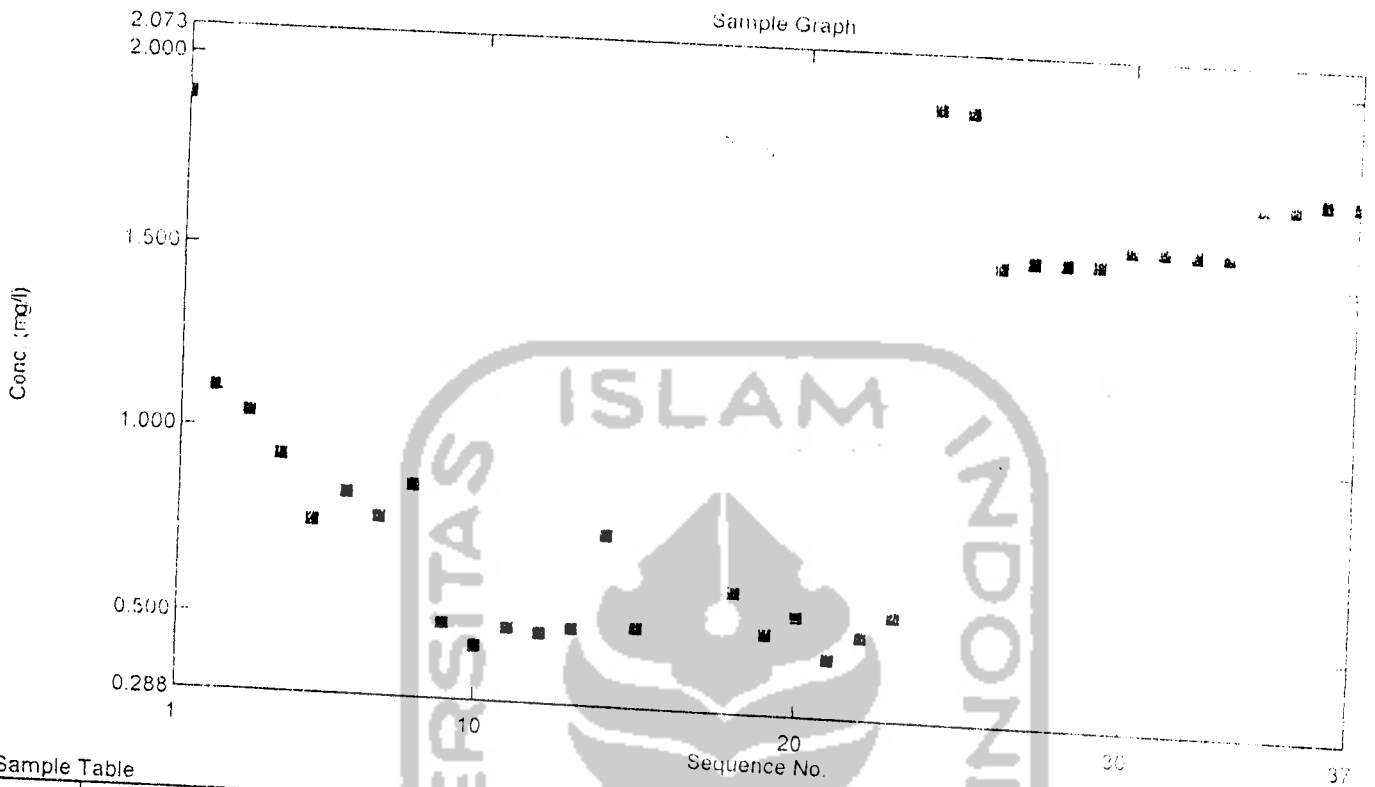 Sample Graph
2.073
2.000
1.500
1.000
0.500
0.288
Conc. (mg/l)
1
10
20
30
37
Sequence No.
Sample Table
ISLAM